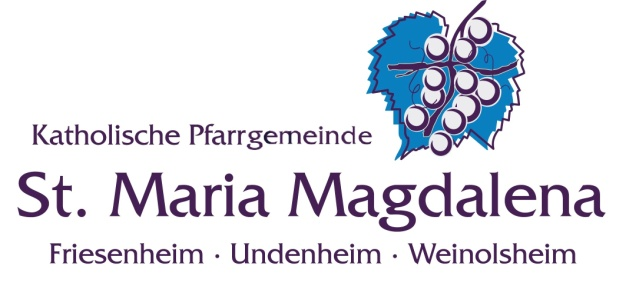 Katholische Pfarrgemeinde
St. Maria Magdalena
Friesenheim · Undenheim · Weinolsheim